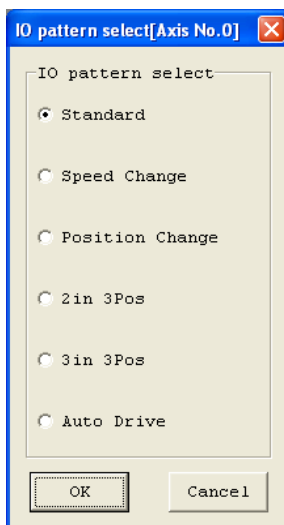 IO pattern select[Axis No.0]
IO pattern select
Standard
Speed Change
Position Change
2in 3Pos
3in 3Pos
Auto Drive
OK
Cancel